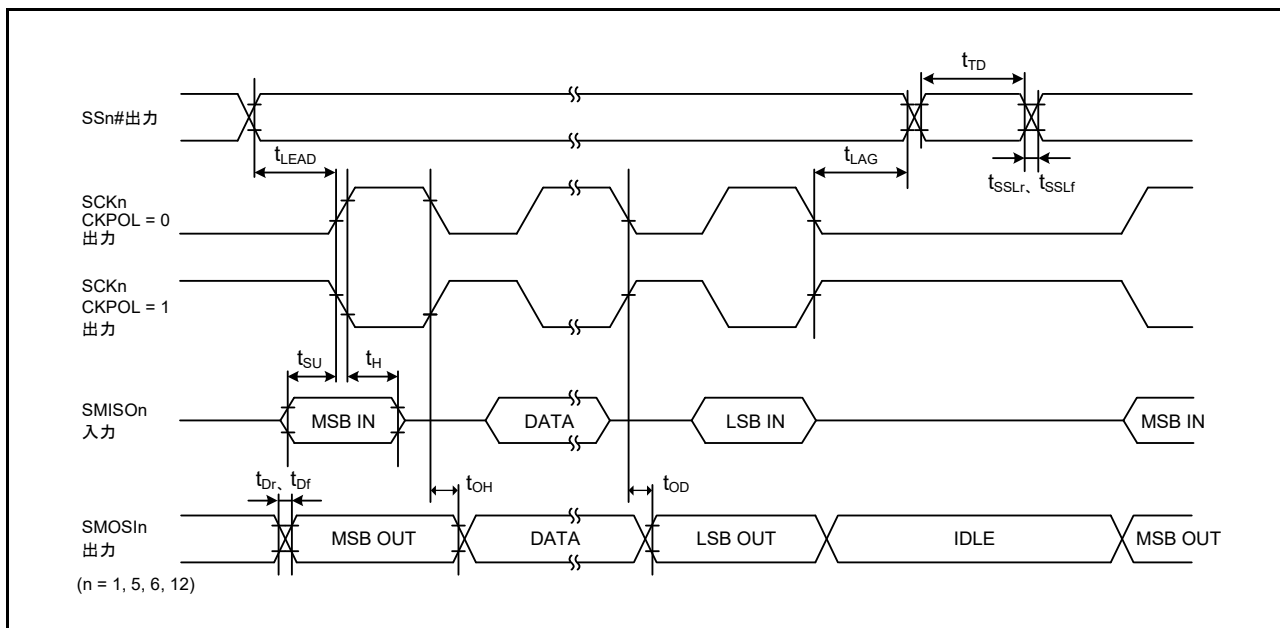 tTD
SSn#出力
tLEAD
tLAG
tSSLr、tSSLf
SCKn
CKPOL = 0
出力
SCKn
CKPOL = 1
出力
tSU
tH
SMISOn
入力
MSB IN
DATA
LSB IN
MSB IN
tDr、tDf
tOH
tOD
SMOSIn
出力
MSB OUT
DATA
LSB OUT
IDLE
MSB OUT
(n = 1, 5, 6, 12)